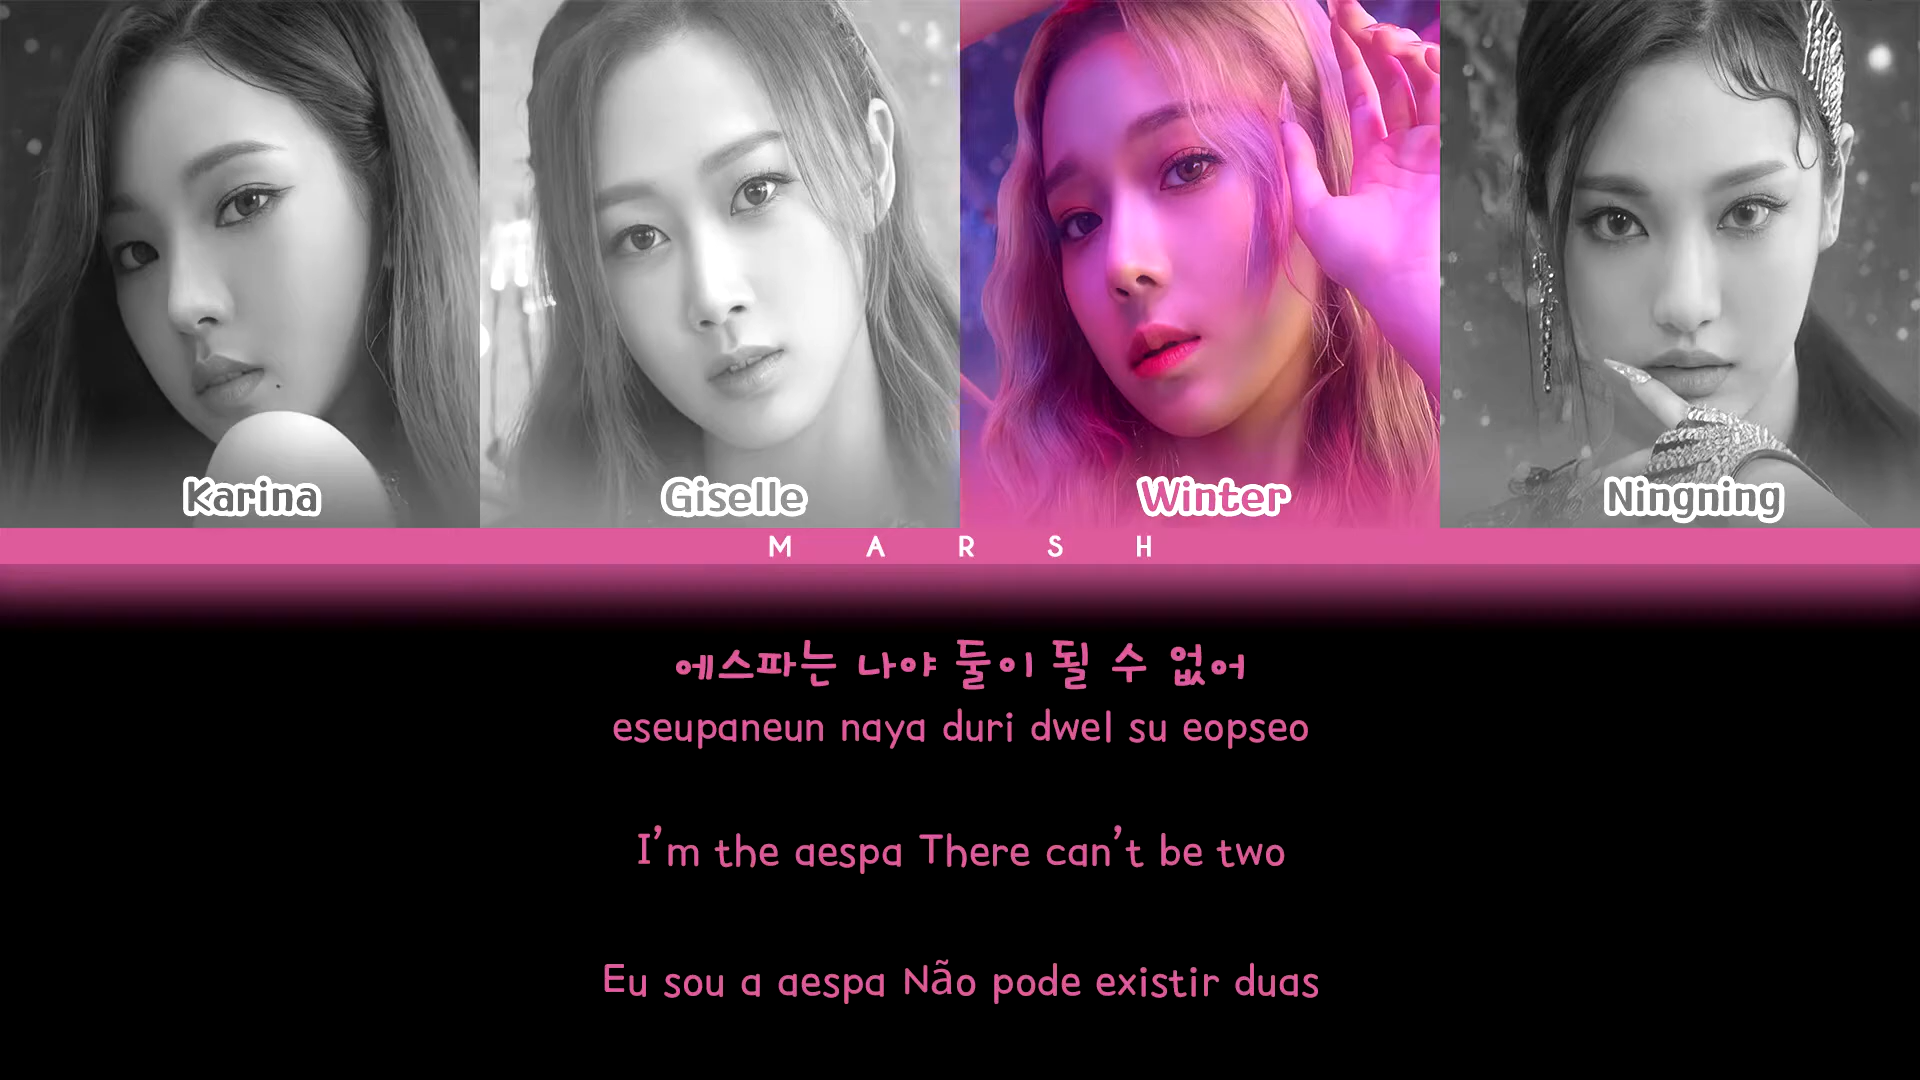 Karina
Giselle
Winter
Ningning
MARSH
에스파는 나야 둘이 될 수 없어
eseupaneun naya duri dwel su eopseo
I'm the aespa There can't be two
Eu sou a aespa Não pode existir duas